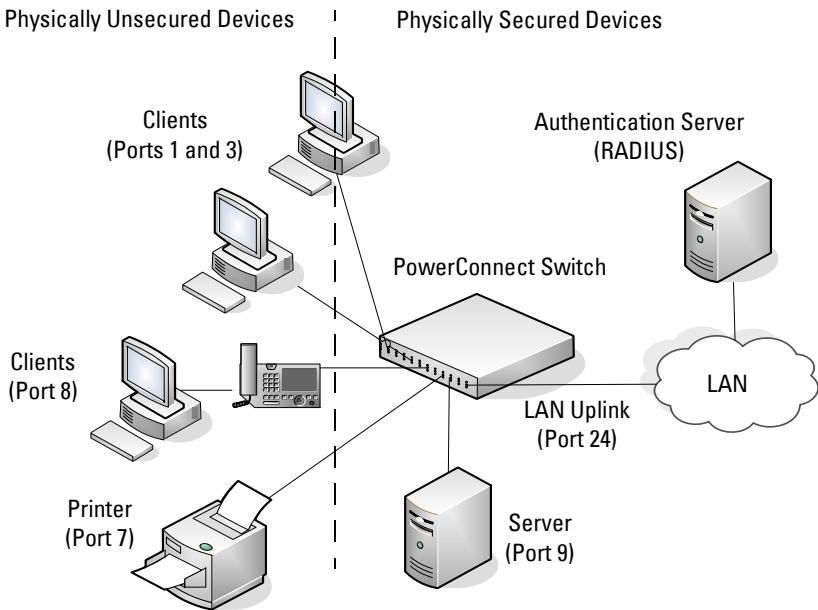 Physically Unsecured Devices
Physically Secured Devices
Clients
(Ports 1 and 3)
Authentication Server
(RADIUS)
PowerConnect Switch
Clients
(Port 8)
LAN
LAN Uplink
(Port 24)
Printer
(Port 7)
Server
(Port 9)